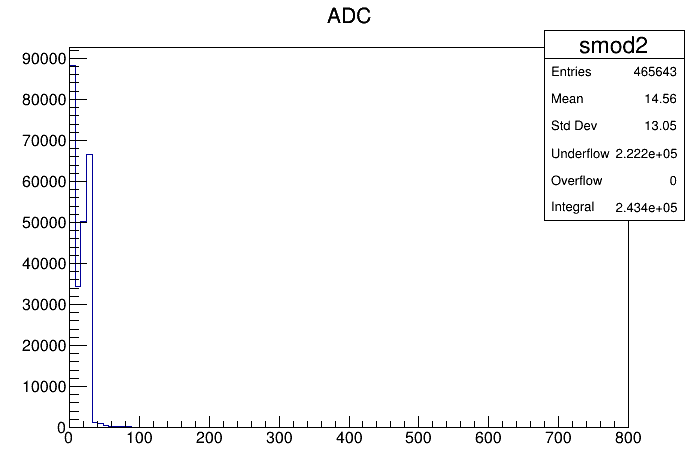 ADC
smod2
Entries 465643
Mean 14.56
Std Dev 13.05
Underflow 2.222e+05
Overflow 0
Integral 2.434e+05
90000
80000
70000
60000
50000
40000
30000
20000
10000
0
0 100 200 300 400 500 600 700 800